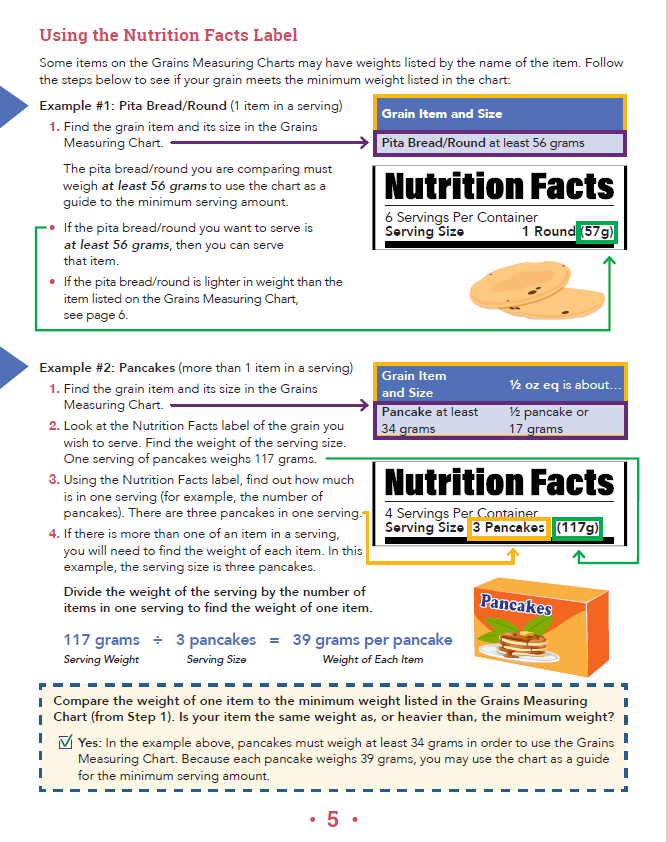 Using the Nutrition Facts Label
Some items on the Grains Measuring Charts may have weights listed by the name of the item. Follow
the steps below to see if your grain meets the minimum weight listed in the chart:
Example #1: Pita Bread/Round (1 item in a serving)
1. Find the grain item and its size in the Grains
Measuring Chart.
The pita bread/round you are comparing must
weigh at least 56 grams to use the chart as a
guide to the minimum serving amount.
• If the pita bread/round you want to serve is
at least 56 grams, then you can serve
that item.
• If the pita bread/round is lighter in weight than the
item listed on the Grains Measuring Chart,
see page 6.
Grain Item and Size
Pita Bread/Round at least 56 grams
Nutrition Facts
6 Servings Per Container
Serving Size 1 Round (57g)
Example #2: Pancakes (more than 1 item in a serving)
1. Find the grain item and its size in the Grains
Measuring Chart.
2. Look at the Nutrition Facts label of the grain you
wish to serve. Find the weight of the serving size.
One serving of pancakes weighs 117 grams.
3. Using the Nutrition Facts label, find out how much
is in one serving (for example, the number of
pancakes). There are three pancakes in one serving.
4. If there is more than one of an item in a serving,
you will need to find the weight of each item. In this
example, the serving size is three pancakes.
Divide the weight of the serving by the number of
items in one serving to find the weight of one item.
Grain Item
and Size
½ oz eq is about...
Pancake at least
34 grams
½ pancake or
17 grams
Nutrition Facts
4 Servings Per Container
Serving Size 3 Pancakes (117g)
Pancakes
117 grams ÷ 3 pancakes = 39 grams per pancake
Serving Weight Serving Size Weight of Each Item
Compare the weight of one item to the minimum weight listed in the Grains Measuring
Chart (from Step 1). Is your item the same weight as, or heavier than, the minimum weight?
Yes: In the example above, pancakes must weigh at least 34 grams in order to use the Grains
Measuring Chart. Because each pancake weighs 39 grams, you may use the chart as a guide
for the minimum serving amount.
• 5 •